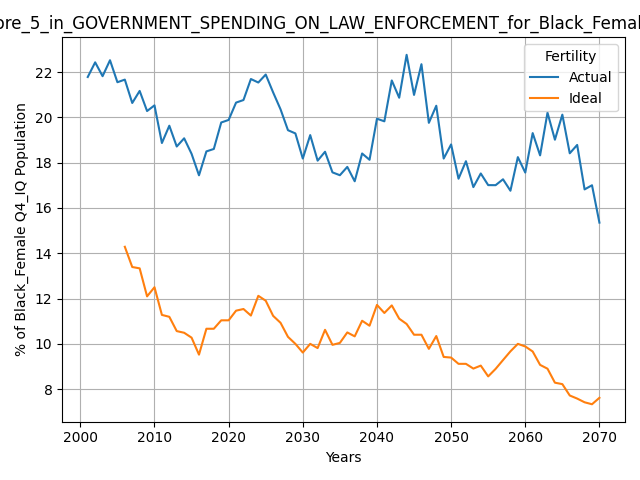 ore_5_in_GOVERNMENT_SPENDING_ON_LAW_ENFORCEMENT_for_Black_Femal
Fertility
Actual
Ideal
% of Black_Female Q4_IQ Population
22
20
18
16
14
12
10
8
2000 2010 2020 2030 2040 2050 2060 2070
Years